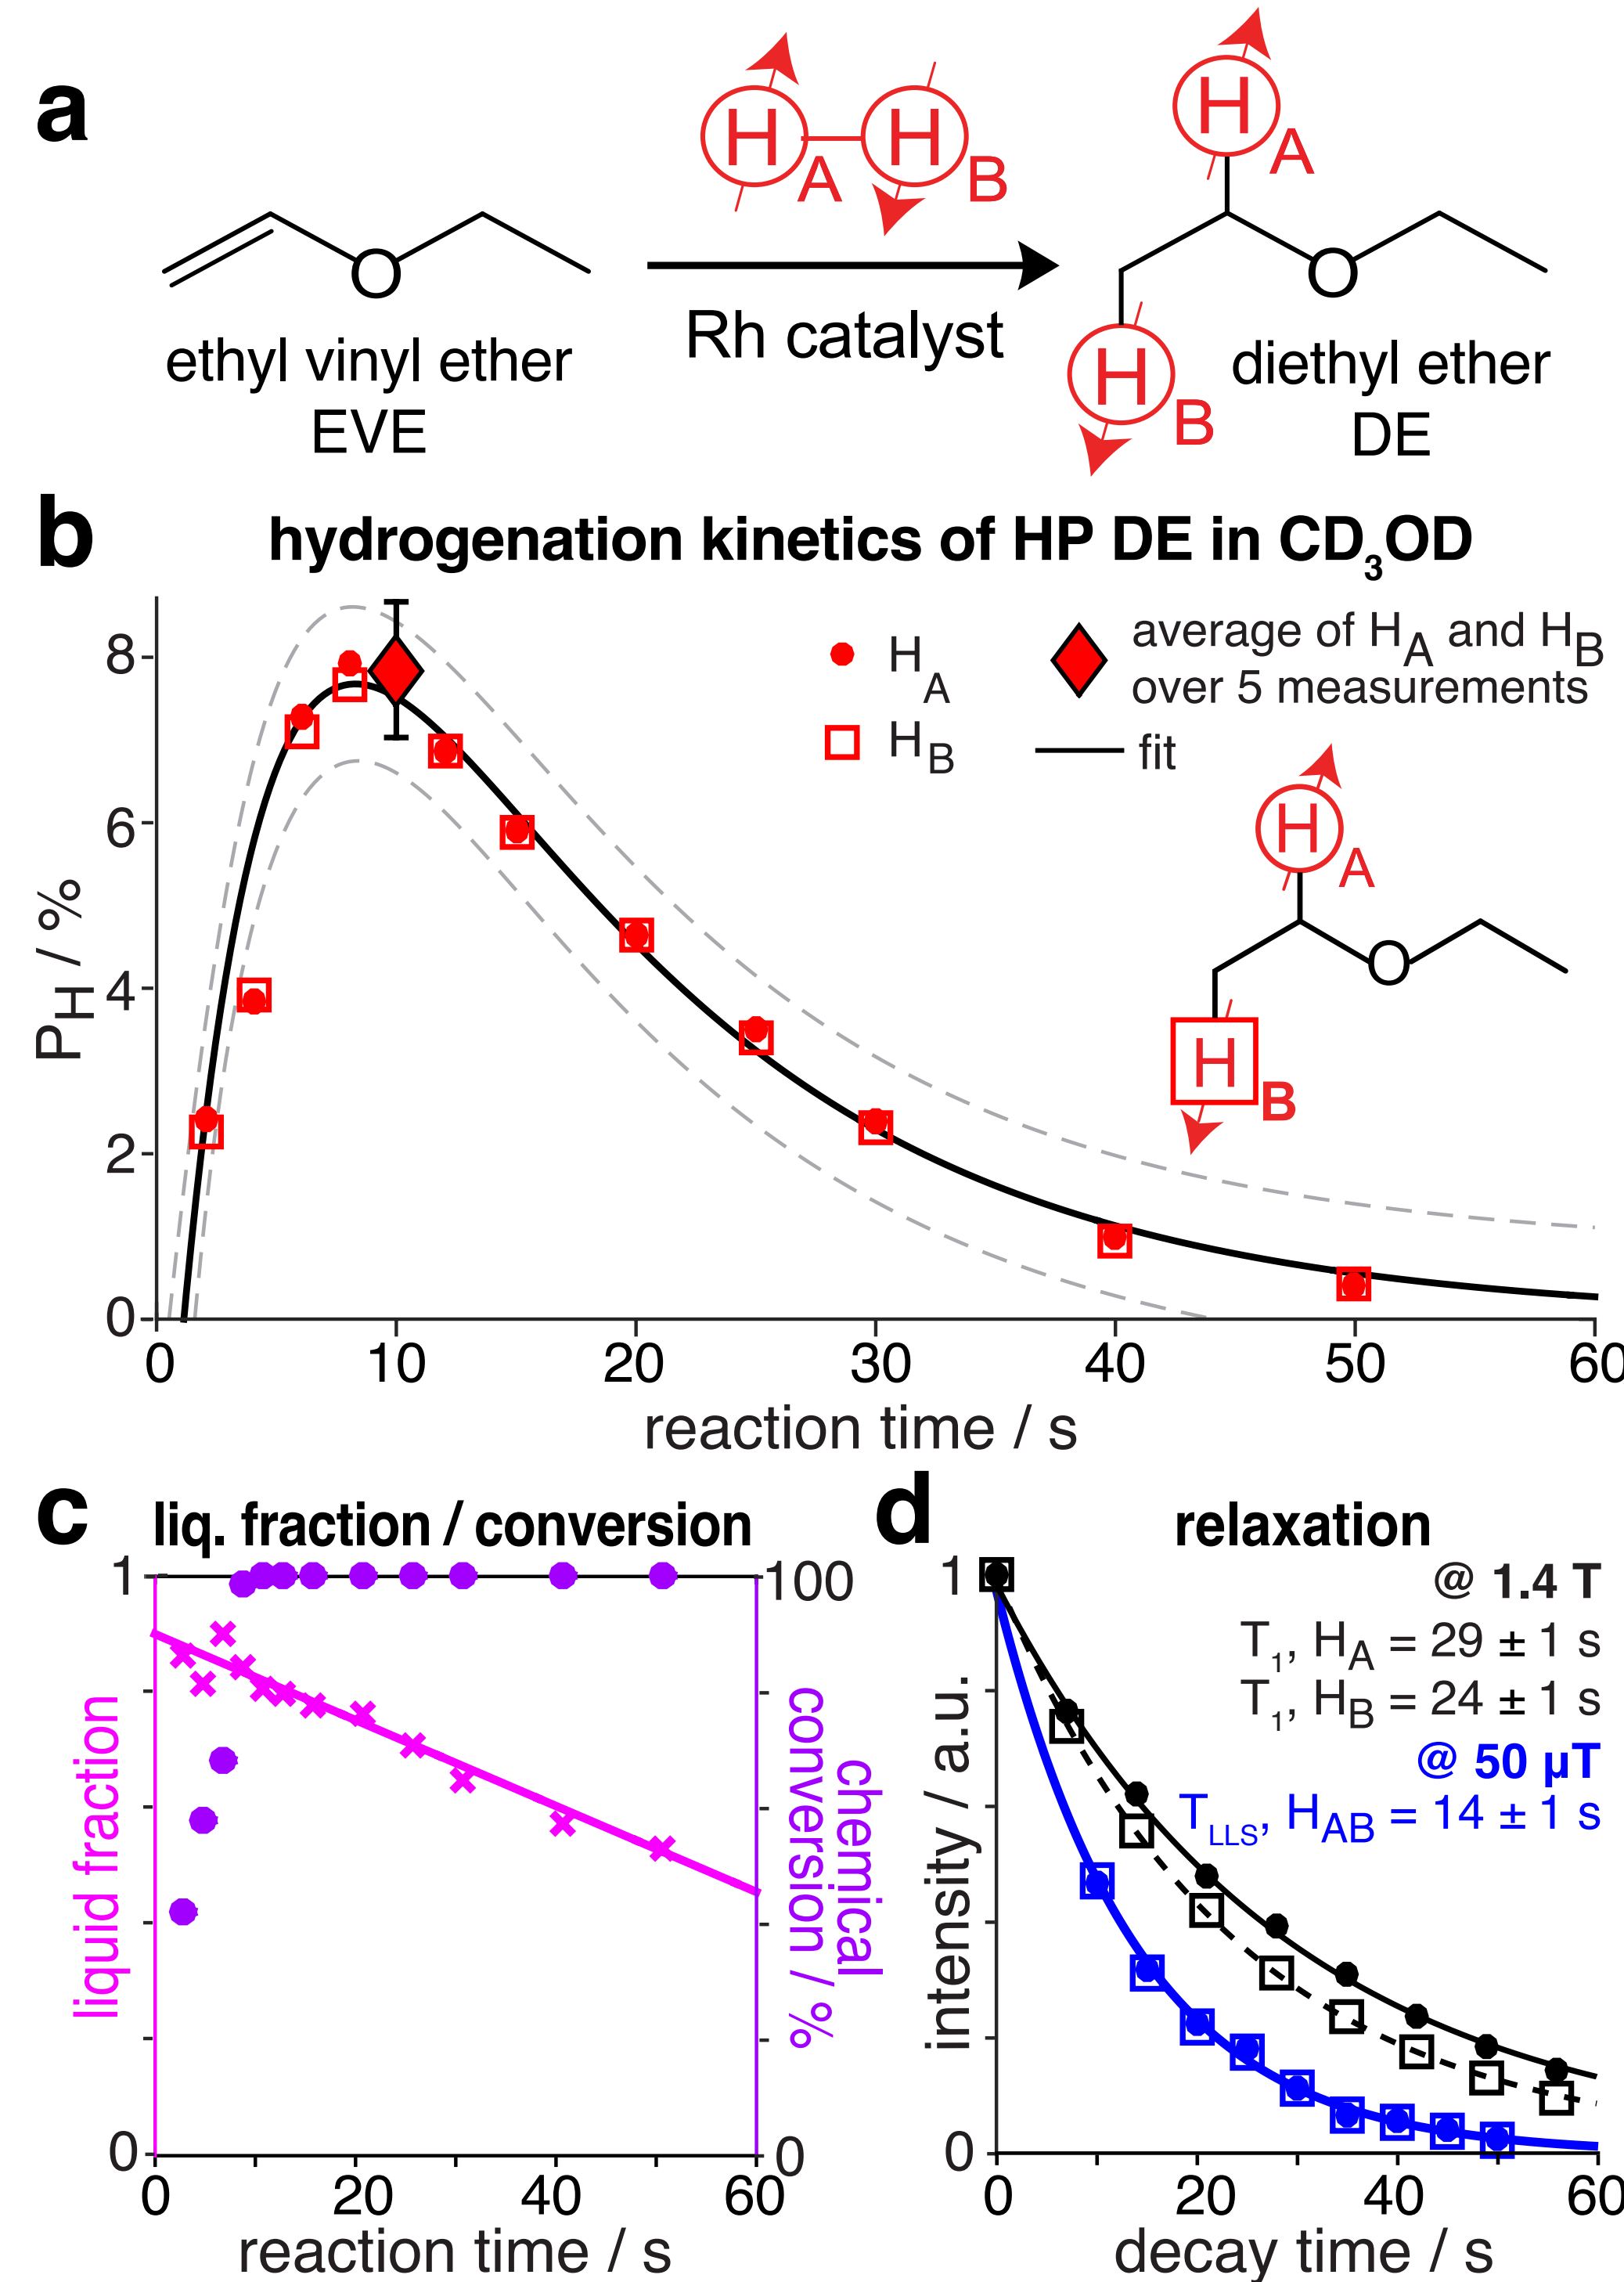 a
H
A
H
B
H
A
O
Rh catalyst
O
H
B
ethyl vinyl ether
EVE
diethyl ether
DE
b
hydrogenation kinetics of HP DE in CD3OD
HA
HB
average of HA and HB
over 5 measurements
fit
H
A
O
H
B
PH / %
8
6
4
2
0
0 10 20 30 40 50 60
reaction time / s
c
liq. fraction / conversion
1
0
liquid fraction
100
0
chemical
conversion / %
0 20 40 60
reaction time / s
d
relaxation
@ 1.4 T
T1, HA = 29 ± 1 s
T1, HB = 24 ± 1 s
@ 50 µT
TLLS, HAB = 14 ± 1 s
intensity / a.u.
1
0
0 20 40 60
decay time / s